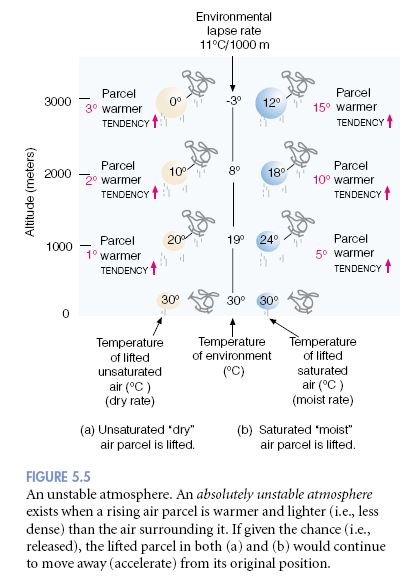 Environmental
lapse rate
11°C/1000 m
Altitude (meters)
3000
Parcel
3° warmer
TENDENCY
0°
-3°
12°
Parcel
15° warmer
TENDENCY
2000
Parcel
2° warmer
TENDENCY
10°
8°
18°
Parcel
10° warmer
TENDENCY
1000
Parcel
1° warmer
TENDENCY
20°
19°
24°
Parcel
5° warmer
TENDENCY
0
30°
30°
30°
Temperature
of lifted
unsaturated
air (°C )
(dry rate)
Temperature
of environment
(°C)
Temperature
of lifted
saturated
air (°C )
(moist rate)
(a) Unsaturated "dry"
air parcel is lifted.
(b) Saturated "moist"
air parcel is lifted.
FIGURE 5.5
An unstable atmosphere. An absolutely unstable atmosphere
exists when a rising air parcel is warmer and lighter (i.e., less
dense) than the air surrounding it. If given the chance (i.e.,
released), the lifted parcel in both (a) and (b) would continue
to move away (accelerate) from its original position.